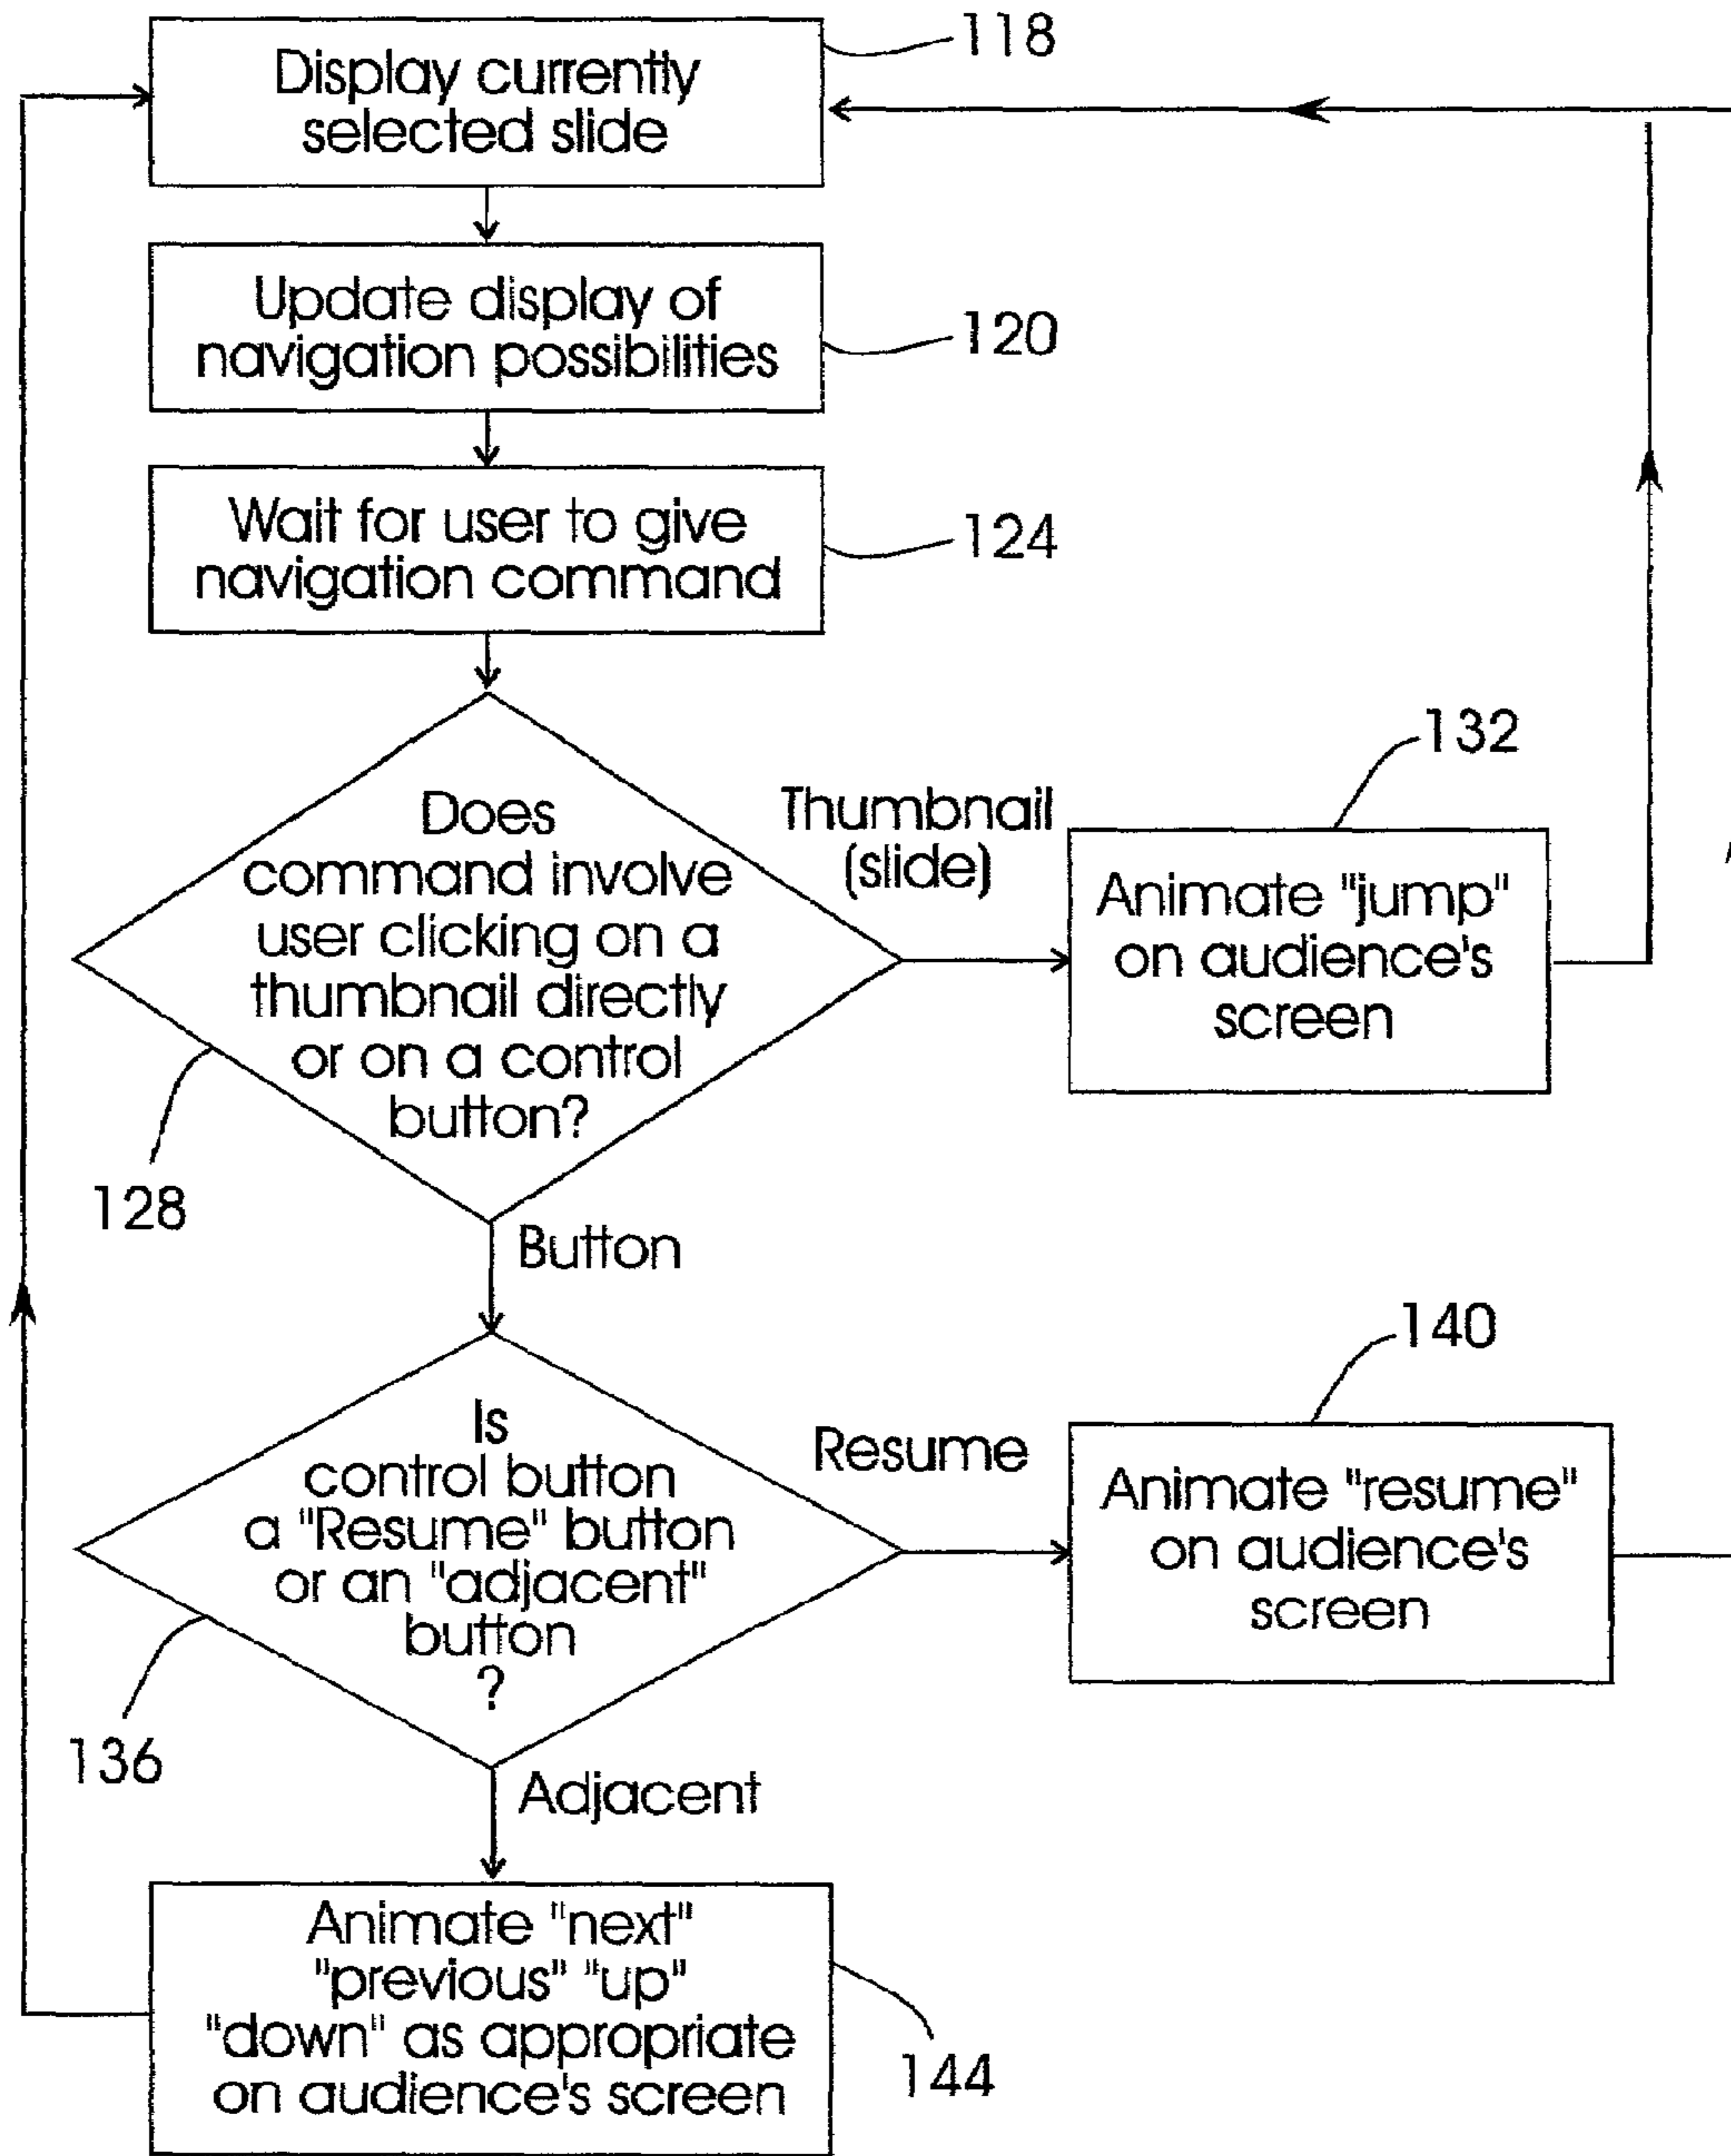 118
Display currently
selected slide
Update display of
navigation possibilities
120
Wait for user to give
navigation command
124
132
Does
command involve
user clicking on a
thumbnail directly
or on a control
button?
Thumbnail
(slide)
Animate "jump"
on audience's
screen
128
Button
140
Is
control button
a "Resume" button
or an "adjacent"
button
?
Resume
Animate "resume"
on audience's
screen
136
Adjacent
Animate "next"
"previous" "up"
"down" as appropriate
on audience's screen
144